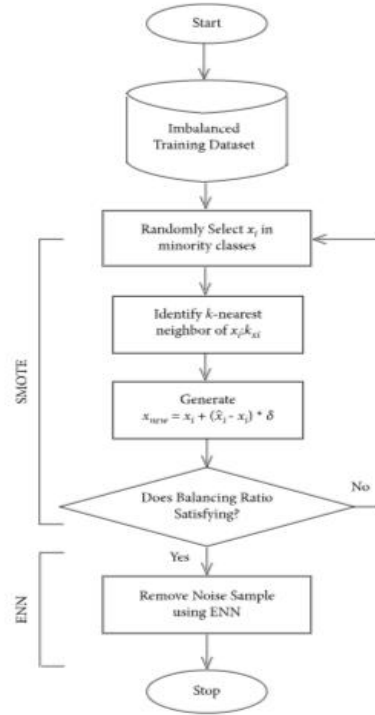 Start
Imbalanced
Training Dataset
Randomly Select xᵢ in
minority classes
Identify k-nearest
neighbor of xᵢ:kₓᵢ
Generate
xₙₑw = xᵢ + (x̂ᵢ - xᵢ) * δ
SMOTE
Does Balancing Ratio
Satisfying?
No
Yes
Remove Noise Sample
using ENN
ENN
Stop